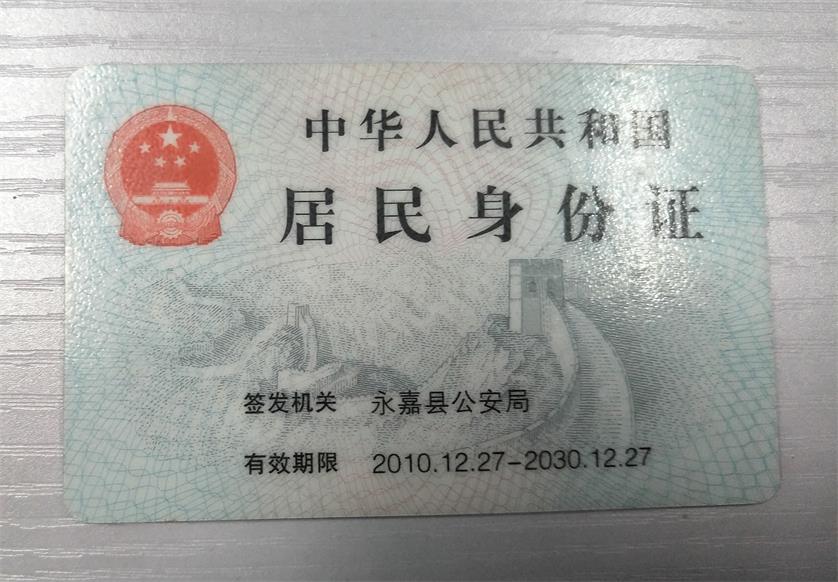 中华人民共和国
居民身份证
签发机关 永嘉县公安局
有效期限 2010.12.27-2030.12.27